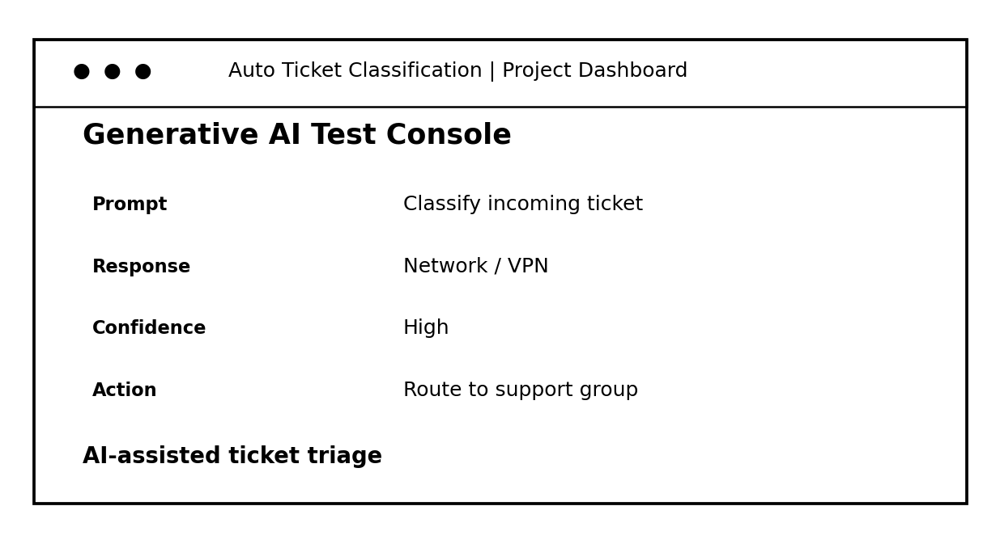 Auto Ticket Classification | Project Dashboard
Generative AI Test Console
Prompt Classify incoming ticket
Response Network / VPN
Confidence High
Action Route to support group
AI-assisted ticket triage